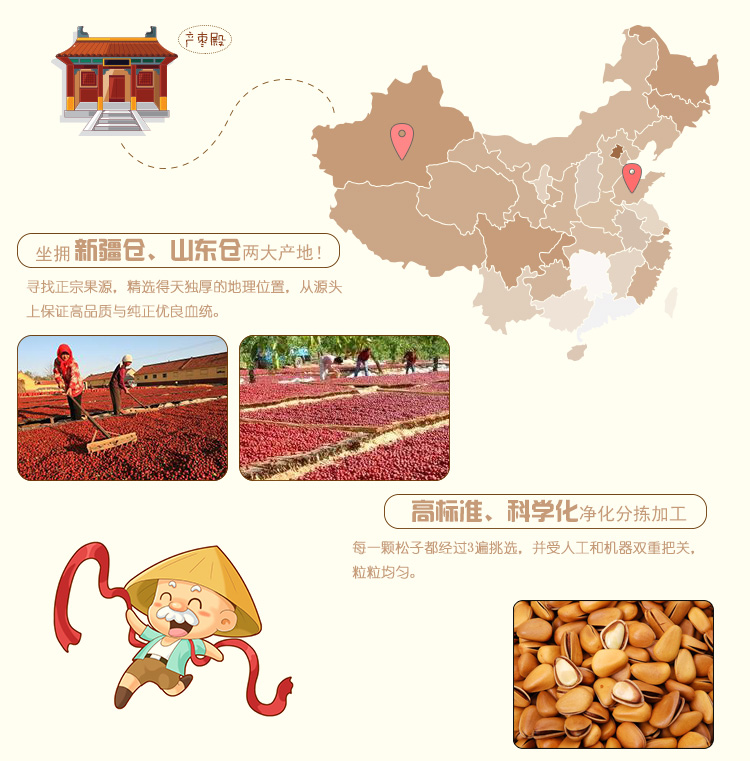 产枣殿
坐拥新疆仓、山东仓两大产地!
寻找正宗果源，精选得天独厚的地理位置，从源头
上保证高品质与纯正优良血统。
高标准、科学化净化分拣加工
每一颗松子都经过3遍挑选，并受人工和机器双重把关，
粒粒均匀。